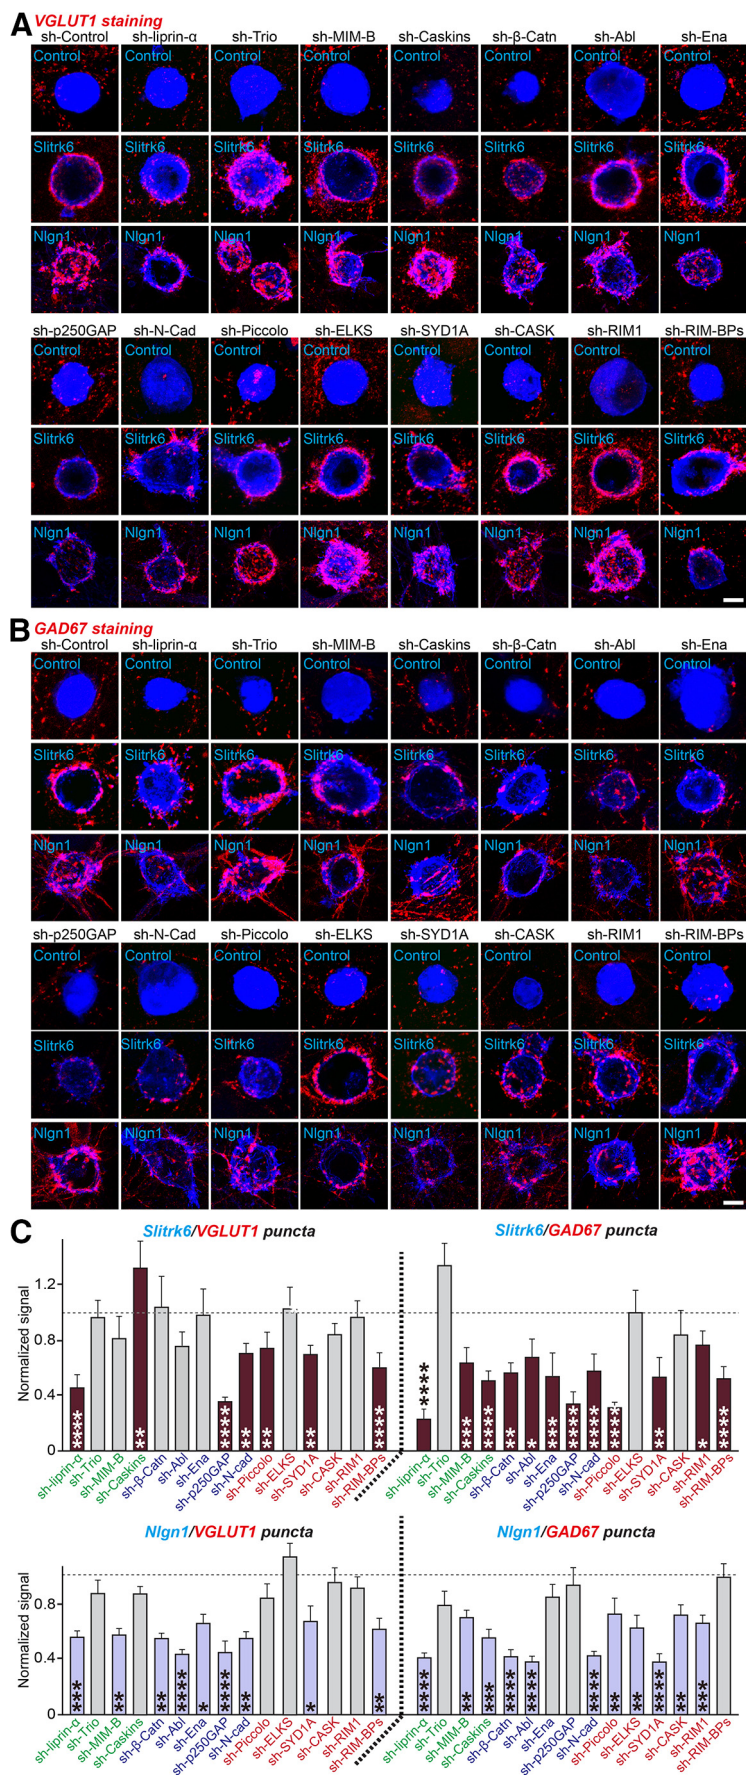 A VGLUT1 staining
sh-Control sh-liprin-α sh-Trio sh-MIM-B sh-Caskins sh-β-Catn sh-Abl sh-Ena
Control Control Control Control Control Control Control Control
Slitrk6 Slitrk6 Slitrk6 Slitrk6 Slitrk6 Slitrk6 Slitrk6 Slitrk6
Nlgn1 Nlgn1 Nlgn1 Nlgn1 Nlgn1 Nlgn1 Nlgn1 Nlgn1
sh-p250GAP sh-N-Cad sh-Piccolo sh-ELKS sh-SYD1A sh-CASK sh-RIM1 sh-RIM-BPs
Control Control Control Control Control Control Control Control
Slitrk6 Slitrk6 Slitrk6 Slitrk6 Slitrk6 Slitrk6 Slitrk6 Slitrk6
Nlgn1 Nlgn1 Nlgn1 Nlgn1 Nlgn1 Nlgn1 Nlgn1 Nlgn1
B GAD67 staining
sh-Control sh-liprin-α sh-Trio sh-MIM-B sh-Caskins sh-β-Catn sh-Abl sh-Ena
Control Control Control Control Control Control Control Control
Slitrk6 Slitrk6 Slitrk6 Slitrk6 Slitrk6 Slitrk6 Slitrk6 Slitrk6
Nlgn1 Nlgn1 Nlgn1 Nlgn1 Nlgn1 Nlgn1 Nlgn1 Nlgn1
sh-p250GAP sh-N-Cad sh-Piccolo sh-ELKS sh-SYD1A sh-CASK sh-RIM1 sh-RIM-BPs
Control Control Control Control Control Control Control Control
Slitrk6 Slitrk6 Slitrk6 Slitrk6 Slitrk6 Slitrk6 Slitrk6 Slitrk6
Nlgn1 Nlgn1 Nlgn1 Nlgn1 Nlgn1 Nlgn1 Nlgn1 Nlgn1
C
Slitrk6/VGLUT1 puncta Slitrk6/GAD67 puncta
Normalized signal
1.2
0.8
0.4
0
sh-liprin-α sh-Trio sh-MIM-B sh-Caskins sh-β-Catn sh-Abl sh-Ena sh-p250GAP sh-N-cad sh-Piccolo sh-ELKS sh-SYD1A sh-CASK sh-RIM1 sh-RIM-BPs
sh-liprin-α sh-Trio sh-MIM-B sh-Caskins sh-β-Catn sh-Abl sh-Ena sh-p250GAP sh-N-cad sh-Piccolo sh-ELKS sh-SYD1A sh-CASK sh-RIM1 sh-RIM-BPs
Nlgn1/VGLUT1 puncta Nlgn1/GAD67 puncta
Normalized signal
0.8
0.4
0
sh-liprin-α sh-Trio sh-MIM-B sh-Caskins sh-β-Catn sh-Abl sh-Ena sh-p250GAP sh-N-cad sh-Piccolo sh-ELKS sh-SYD1A sh-CASK sh-RIM1 sh-RIM-BPs
sh-liprin-α sh-Trio sh-MIM-B sh-Caskins sh-β-Catn sh-Abl sh-Ena sh-p250GAP sh-N-cad sh-Piccolo sh-ELKS sh-SYD1A sh-CASK sh-RIM1 sh-RIM-BPs